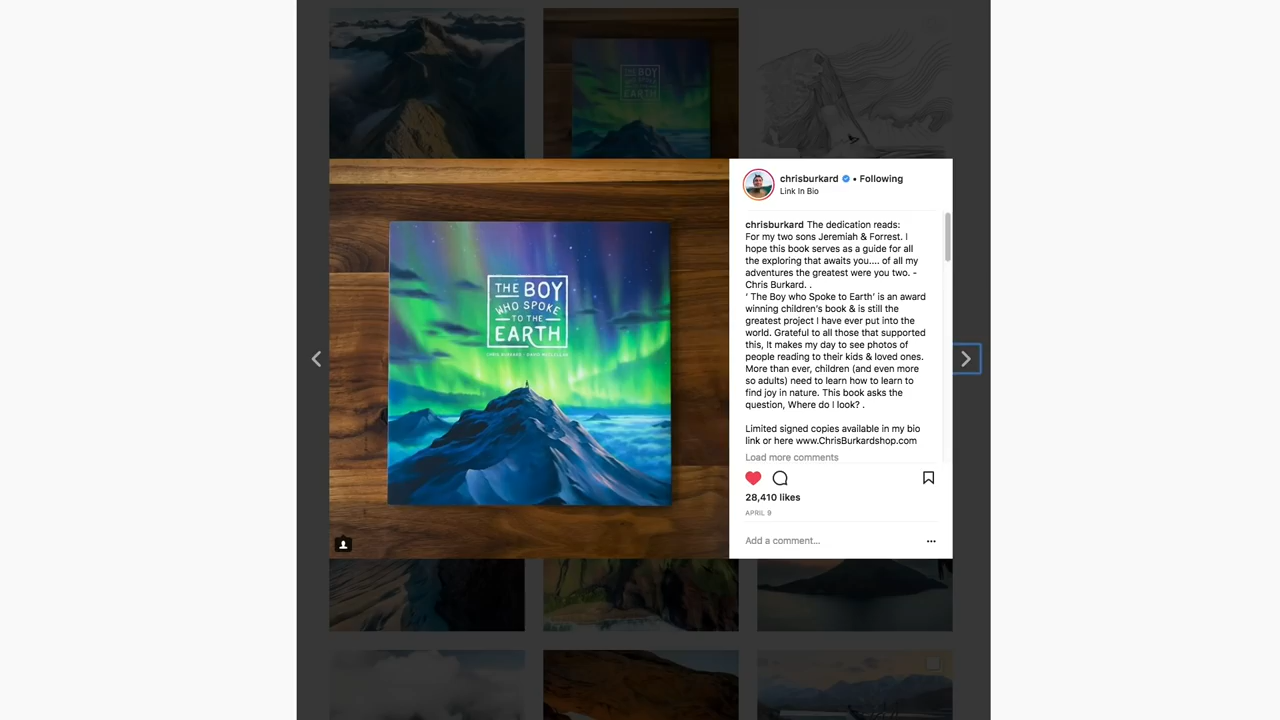 THE BOY
WHO SPOKE
TO THE
EARTH
chrisburkard • Following
Link In Bio
chrisburkard The dedication reads:
For my two sons Jeremiah & Forrest. I
hope this book serves as a guide for all
the exploring that awaits you.... of all my
adventures the greatest were you two. -
Chris Burkard. .
‘ The Boy who Spoke to Earth’ is an award
winning children’s book & is still the
greatest project I have ever put into the
world. Grateful to all those that supported
this, It makes my day to see photos of
people reading to their kids & loved ones.
More than ever, children (and even more
so adults) need to learn how to learn to
find joy in nature. This book asks the
question, Where do I look? .
Limited signed copies available in my bio
link or here www.ChrisBurkardshop.com
Load more comments
28,410 likes
APRIL 9
Add a comment...